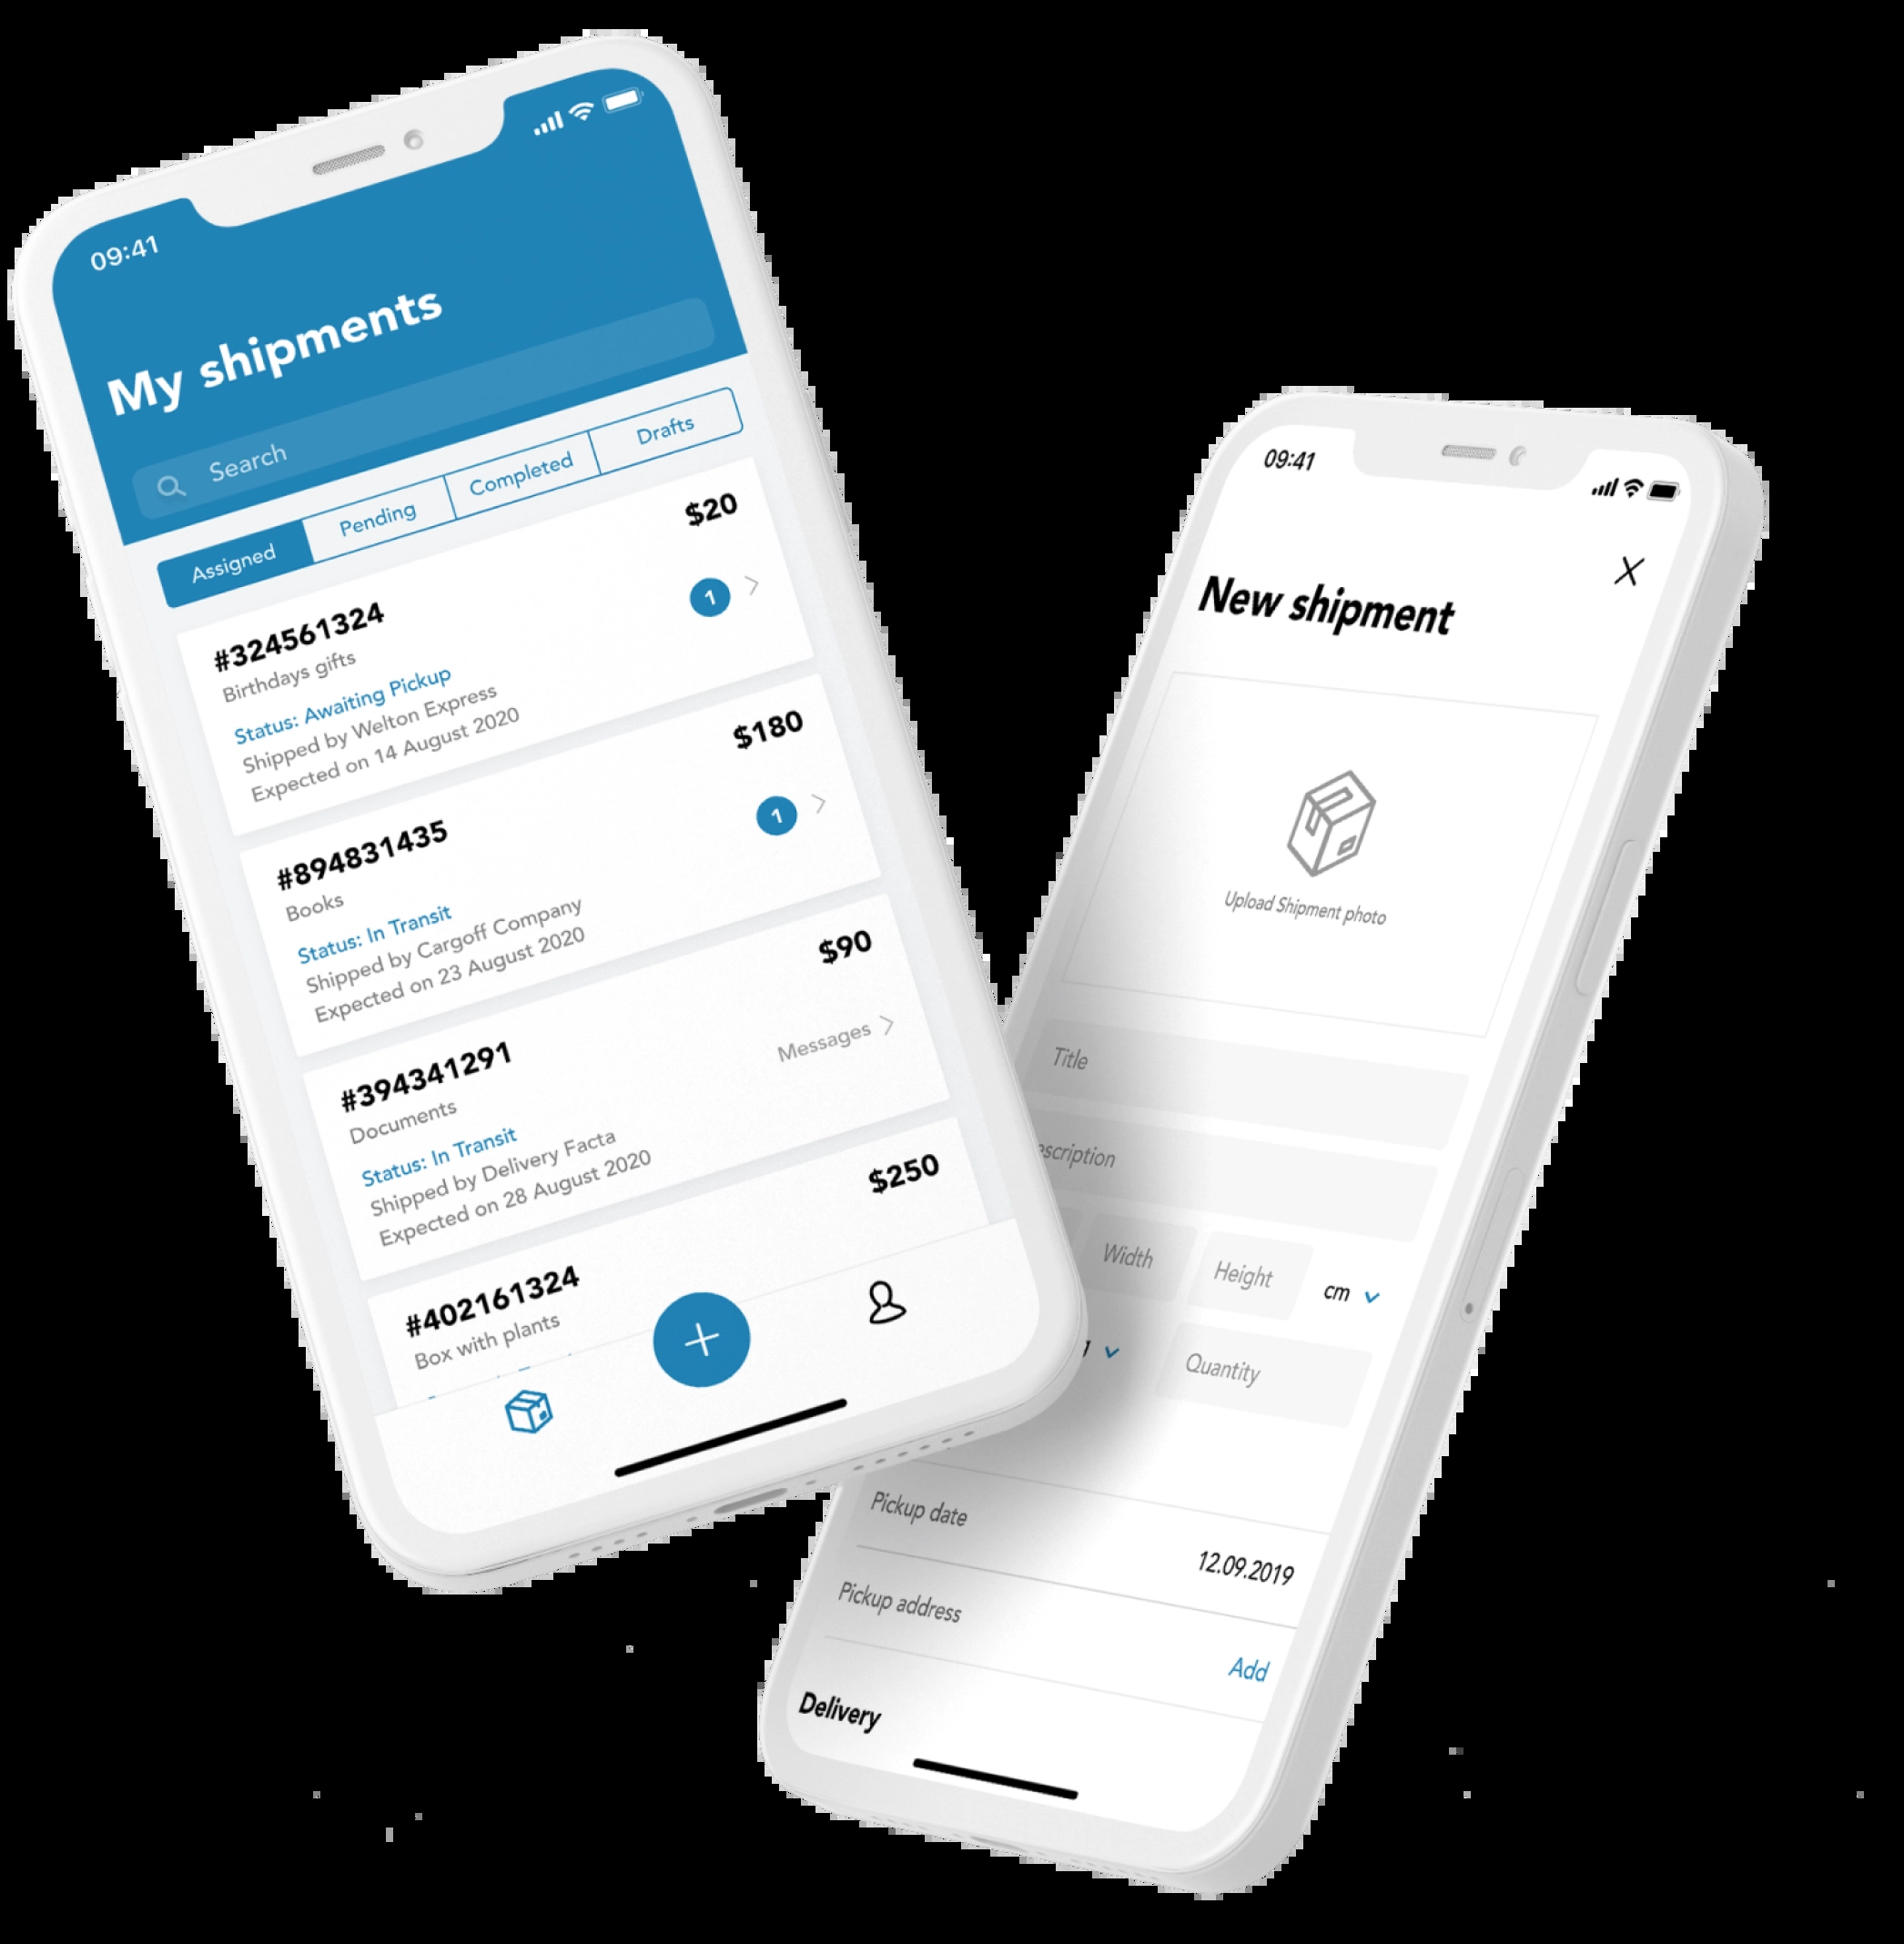 09:41
My shipments
Search
Assigned
Pending
Completed
Drafts
#324561324
$20
Birthdays gifts
1
Status: Awaiting Pickup
Shipped by Welton Express
Expected on 14 August 2020
#894831435
$180
Books
1
Status: In Transit
Shipped by Cargoff Company
Expected on 23 August 2020
#394341291
$90
Documents
Messages
Status: In Transit
Shipped by Delivery Facta
Expected on 28 August 2020
#402161324
$250
Box with plants
09:41
New shipment
Upload Shipment photo
Title
escription
Width
Height
cm
Quantity
Pickup date
12.09.2019
Pickup address
Add
Delivery